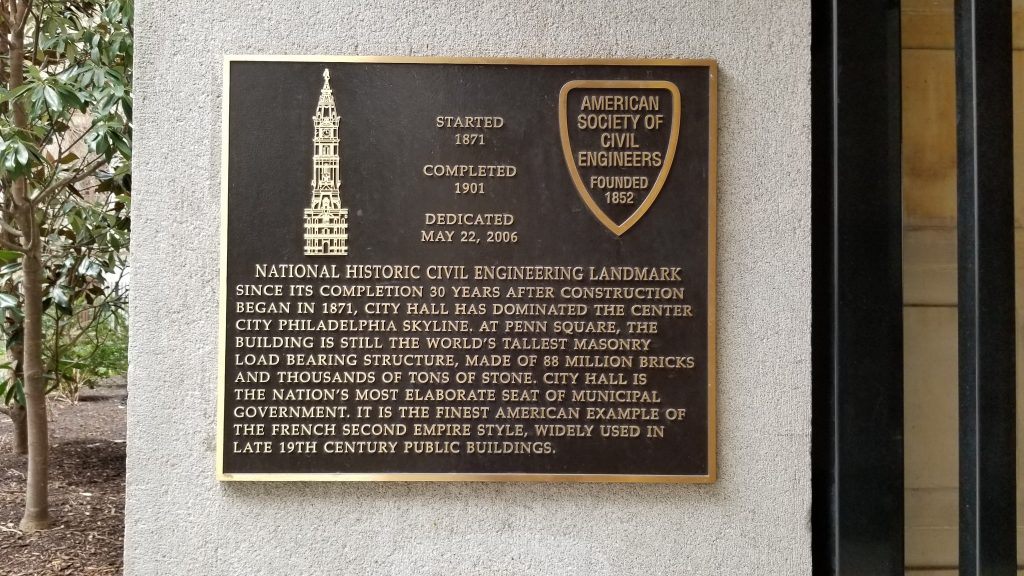 STARTED
1871
COMPLETED
1901
DEDICATED
MAY 22, 2006
AMERICAN
SOCIETY OF
CIVIL
ENGINEERS
FOUNDED
1852
NATIONAL HISTORIC CIVIL ENGINEERING LANDMARK
SINCE ITS COMPLETION 30 YEARS AFTER CONSTRUCTION
BEGAN IN 1871, CITY HALL HAS DOMINATED THE CENTER
CITY PHILADELPHIA SKYLINE. AT PENN SQUARE, THE
BUILDING IS STILL THE WORLD'S TALLEST MASONRY
LOAD BEARING STRUCTURE, MADE OF 88 MILLION BRICKS
AND THOUSANDS OF TONS OF STONE. CITY HALL IS
THE NATION'S MOST ELABORATE SEAT OF MUNICIPAL
GOVERNMENT. IT IS THE FINEST AMERICAN EXAMPLE OF
THE FRENCH SECOND EMPIRE STYLE, WIDELY USED IN
LATE 19TH CENTURY PUBLIC BUILDINGS.